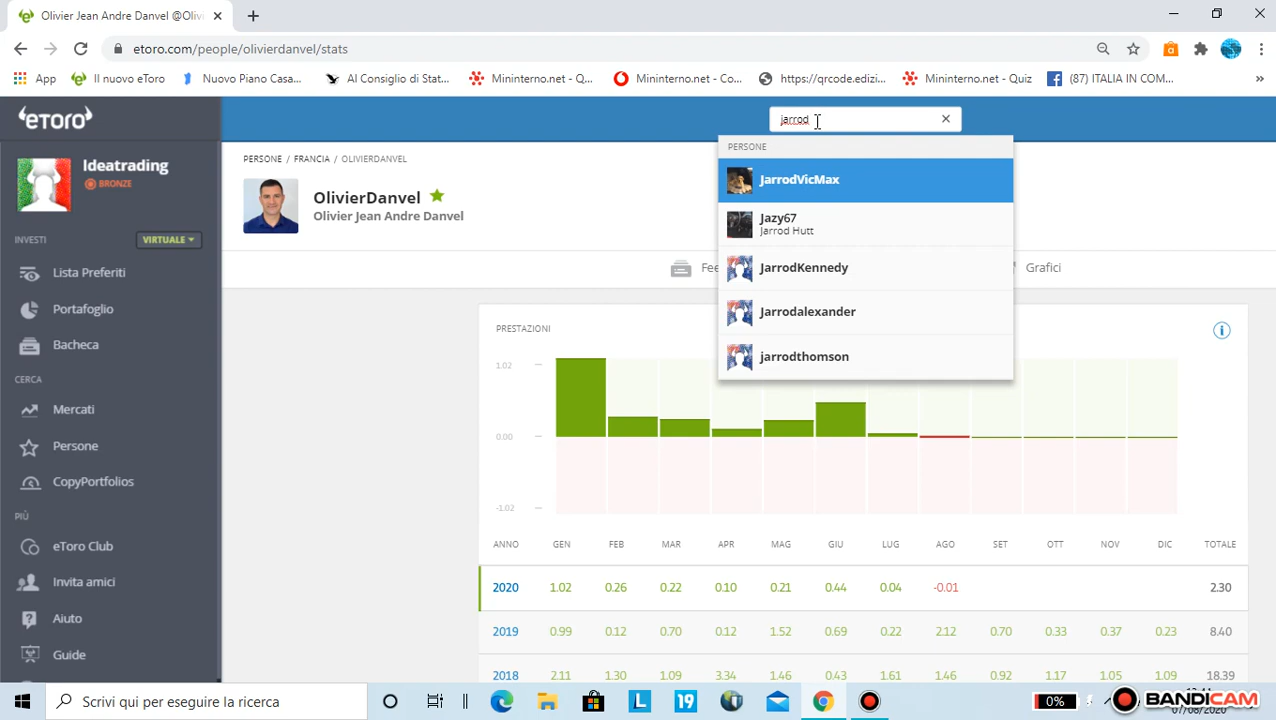 Olivier Jean Andre Danvel @Olivi
etoro.com/people/olivierdanvel/stats
App
Il nuovo eToro
Nuovo Piano Casa...
Al Consiglio di Stat...
Mininterno.net - Q...
Mininterno.net - Co...
https://qrcode.edizi...
Mininterno.net - Quiz
(87) ITALIA IN COM...
»
eToro
jarrod
Ideatrading
BRONZE
INVESTI
VIRTUALE
Lista Preferiti
Portafoglio
Bacheca
CERCA
Mercati
Persone
CopyPortfolios
PIÙ
eToro Club
Invita amici
Aiuto
Guide
PERSONE / FRANCIA / OLIVIERDANVEL
OlivierDanvel
Olivier Jean Andre Danvel
PERSONE
JarrodVicMax
Jazy67
Jarrod Hutt
JarrodKennedy
Jarrodalexander
jarrodthomson
Fee
Grafici
PRESTAZIONI
1.02
0.00
-1.02
ANNO GEN FEB MAR APR MAG GIU LUG AGO SET OTT NOV DIC TOTALE
2020 1.02 0.26 0.22 0.10 0.21 0.44 0.04 -0.01 2.30
2019 0.99 0.12 0.70 0.12 1.52 0.69 0.22 2.12 0.70 0.33 0.37 0.23 8.40
2018 2.11 1.30 1.09 3.34 1.46 0.43 1.61 1.46 0.92 1.17 1.05 1.09 18.39
Scrivi qui per eseguire la ricerca
L
19
0%
BANDICAM
07/08/2020